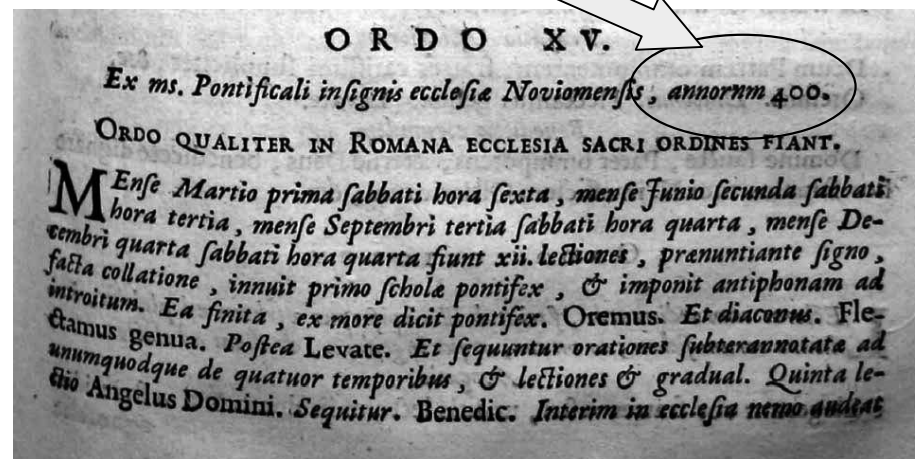 ORDO XV.
Ex ms. Pontificali inſignis eccleſiæ Noviomenſis, annorum 400.
ORDO QUALITER IN ROMANA ECCLESIA SACRI ORDINES FIANT.
MEnſe Martio prima ſabbati hora ſexta, menſe Junio ſecunda ſabbati
hora tertia, menſe Septembri tertia ſabbati hora quarta, menſe De-
cembri quarta ſabbati hora quarta fiunt xii. lectiones, prænuntiante ſigno,
facta collatione, innuit primo ſcholæ pontifex, & imponit antiphonam ad
introitum. Ea finita, ex more dicit pontifex. Oremus. Et diaconus. Fle-
ctamus genua. Poſtea Levate. Et ſequuntur orationes ſubterannotatæ ad
unumquodque de quatuor temporibus, & lectiones & gradual. Quinta le-
ctio Angelus Domini. Sequitur. Benedic. Interim in eccleſia nemo audeat